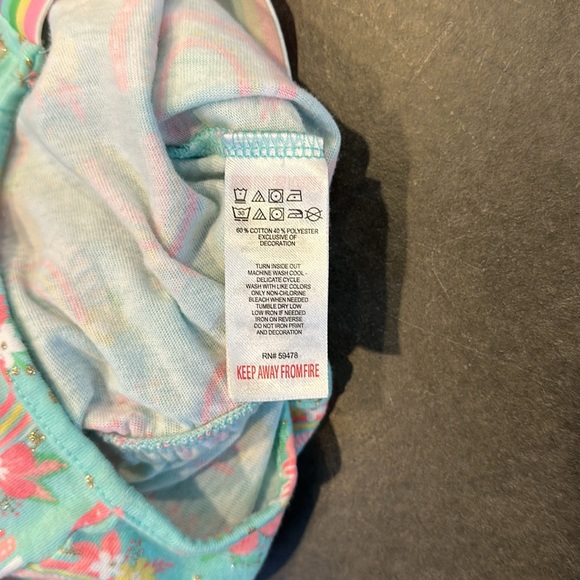 30
60 % COTTON 40 % POLYESTER
EXCLUSIVE OF
DECORATION
TURN INSIDE OUT
MACHINE WASH COOL -
DELICATE CYCLE
WASH WITH LIKE COLORS
ONLY NON-CHLORINE
BLEACH WHEN NEEDED
TUMBLE DRY LOW
LOW IRON IF NEEDED
IRON ON REVERSE
DO NOT IRON PRINT
AND DECORATION
RN# 59478
KEEP AWAY FROM FIRE